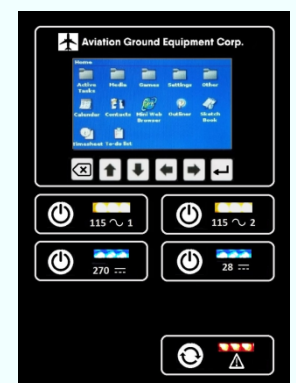 Aviation Ground Equipment Corp.
Home
Active Tasks
Media
Games
Settings
Other
Calendar
Contacts
Mini Web Browser
Outliner
Sketch Book
Timesheet
To-do list
115 1
115 2
270
28